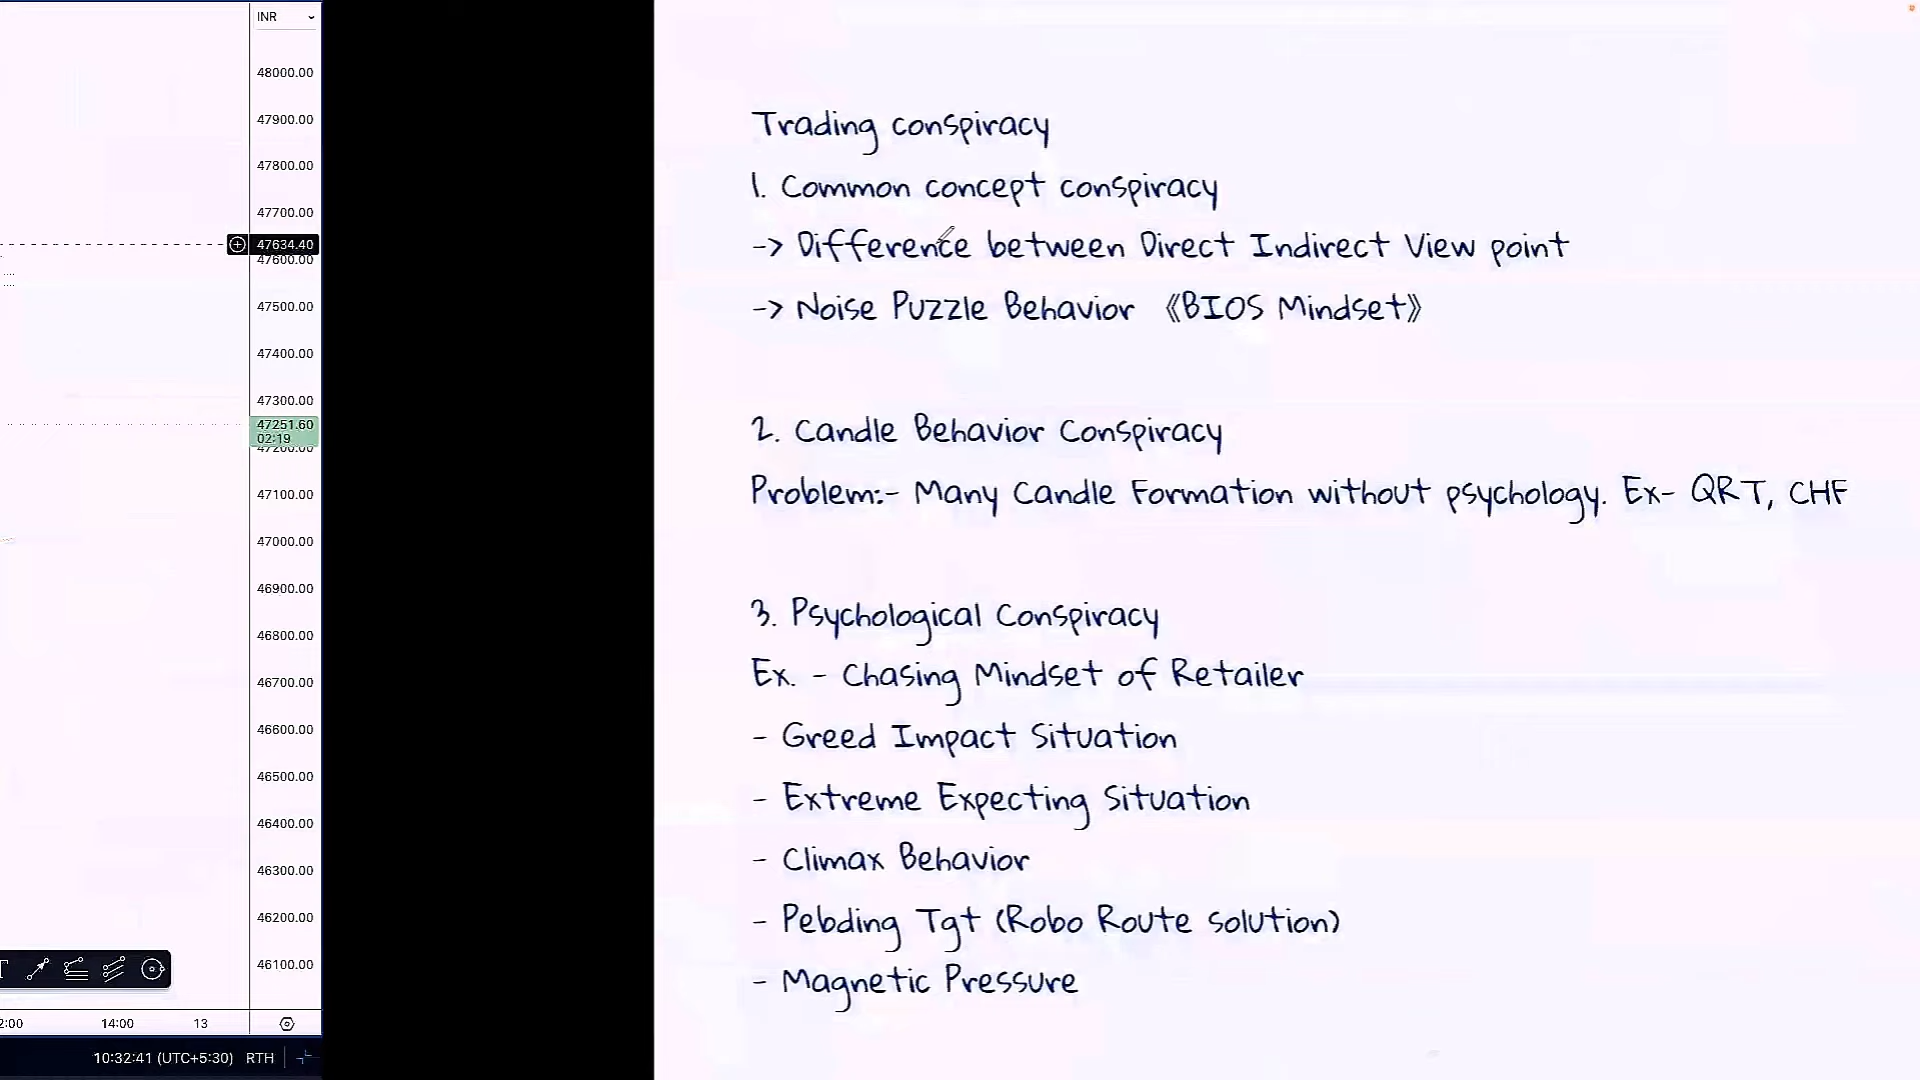 INR
48000.00
47900.00
47800.00
47700.00
47634.40
47600.00
47500.00
47400.00
47300.00
47251.60
02:19
47200.00
47100.00
47000.00
46900.00
46800.00
46700.00
46600.00
46500.00
46400.00
46300.00
46200.00
46100.00
2:00 14:00 13
10:32:41 (UTC+5:30) RTH
Trading conspiracy
1. Common concept conspiracy
-> Difference between Direct Indirect View point
-> Noise Puzzle Behavior 《BIOS Mindset》
2. Candle Behavior Conspiracy
Problem:- Many Candle Formation without psychology. Ex- QRT, CHF
3. Psychological Conspiracy
Ex. - Chasing Mindset of Retailer
- Greed Impact Situation
- Extreme Expecting Situation
- Climax Behavior
- Pebding Tgt (Robo Route solution)
- Magnetic Pressure